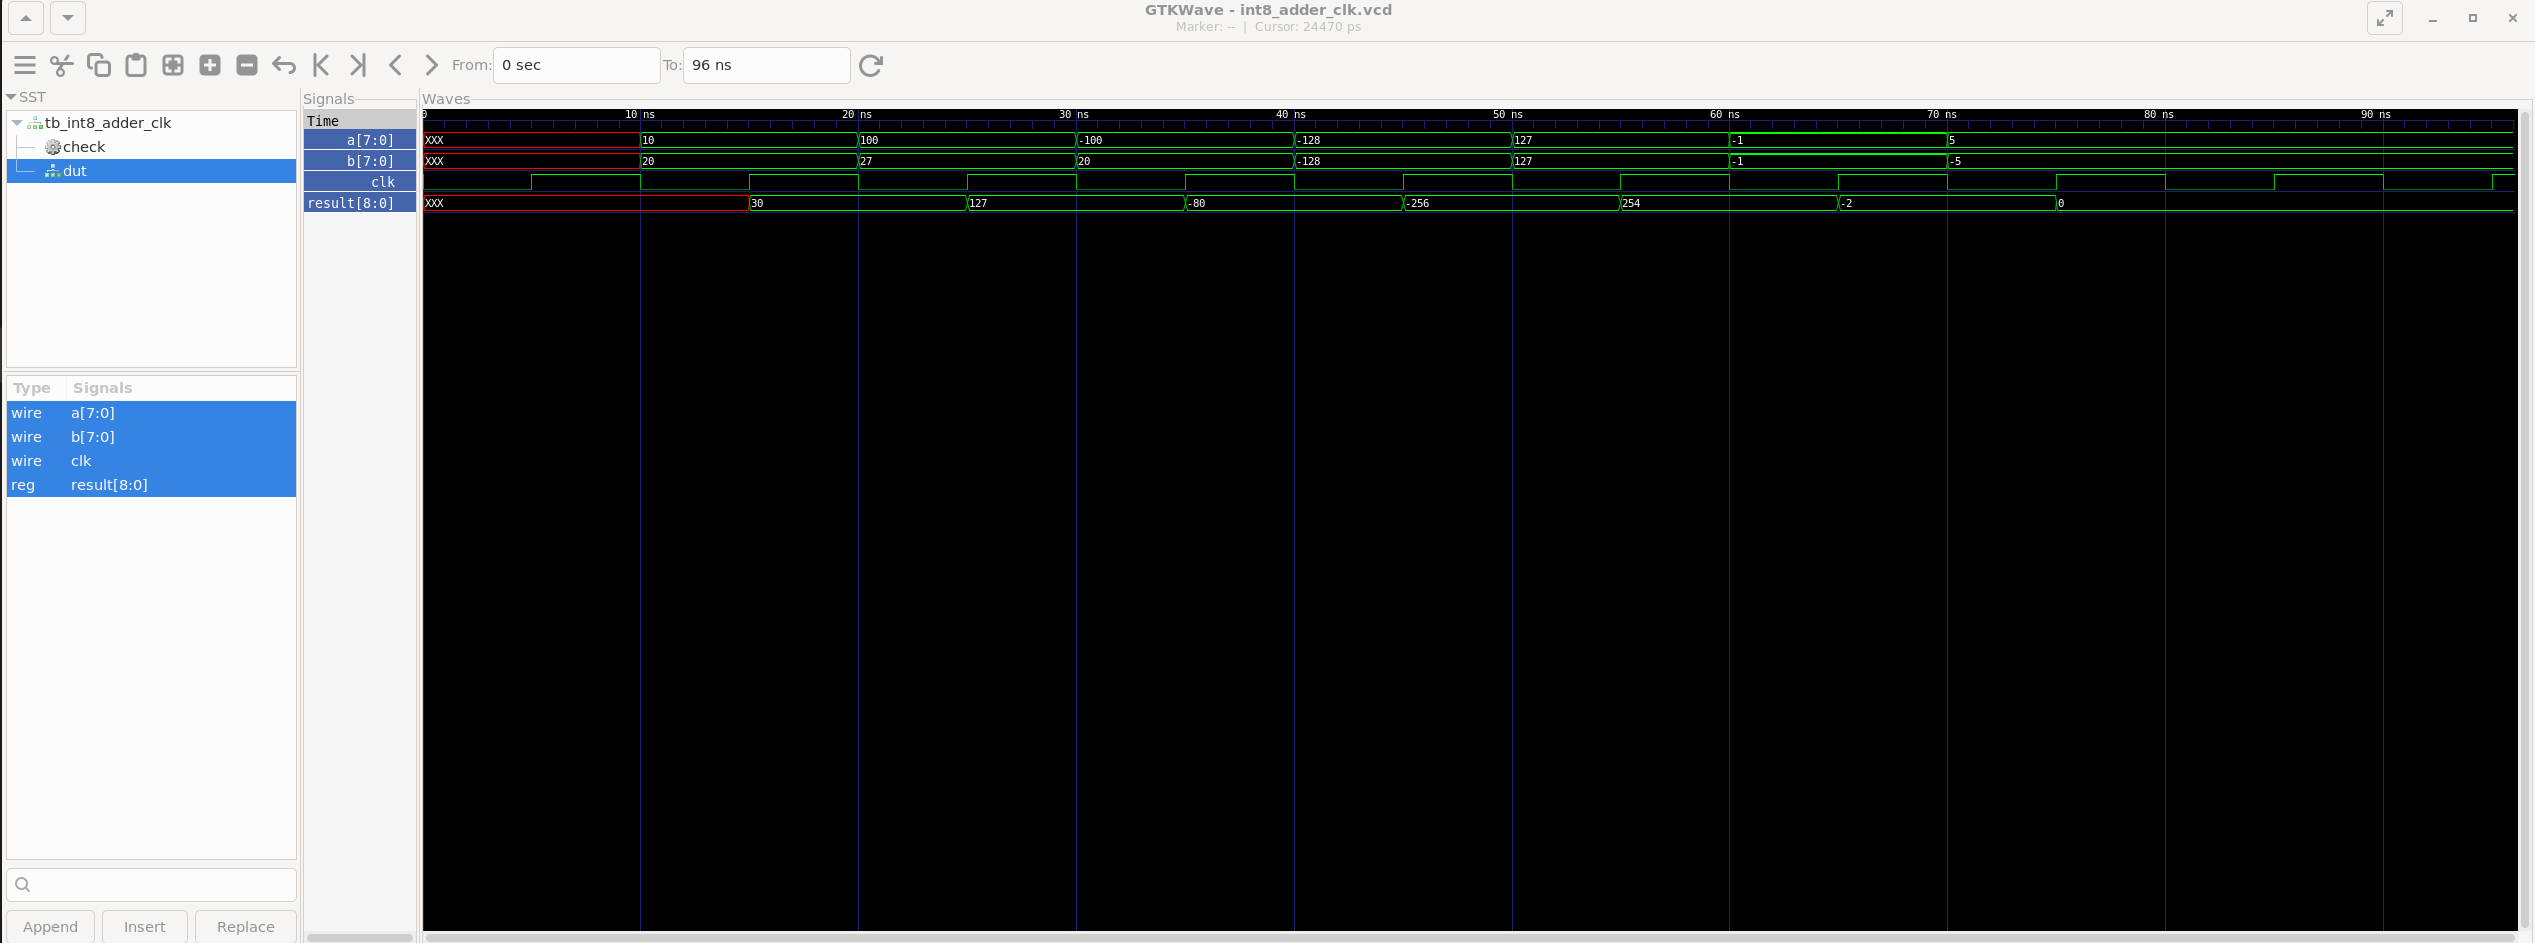 GTKWave - int8_adder_clk.vcd
Marker: -- | Cursor: 24470 ps
From: 0 sec To: 96 ns
SST
tb_int8_adder_clk
check
dut
Type Signals
wire a[7:0]
wire b[7:0]
wire clk
reg result[8:0]
Append Insert Replace
Signals
Time
a[7:0]
b[7:0]
clk
result[8:0]
Waves
0 10 ns 20 ns 30 ns 40 ns 50 ns 60 ns 70 ns 80 ns 90 ns
XXX 10 100 -100 -128 127 -1 5
XXX 20 27 20 -128 127 -1 -5
XXX 30 127 -80 -256 254 -2 0